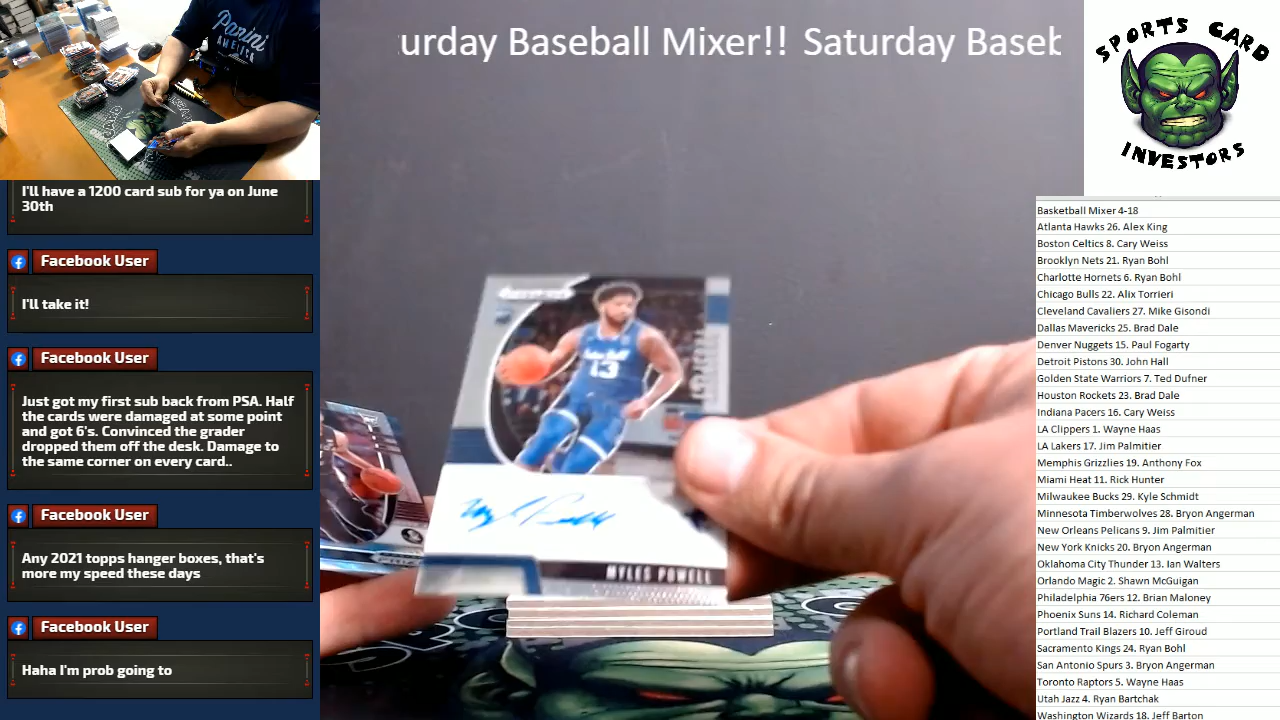 Panini
AMERICA
urday Baseball Mixer!! Saturday Baseb
SPORTS CARD
INVESTORS
I'll have a 1200 card sub for ya on June
30th
Facebook User
I'll take it!
Facebook User
Just got my first sub back from PSA. Half
the cards were damaged at some point
and got 6's. Convinced the grader
dropped them off the desk. Damage to
the same corner on every card..
Facebook User
Any 2021 topps hanger boxes, that's
more my speed these days
Facebook User
Haha I'm prob going to
13
MYLES POWELL
Basketball Mixer 4-18
Atlanta Hawks 26. Alex King
Boston Celtics 8. Cary Weiss
Brooklyn Nets 21. Ryan Bohl
Charlotte Hornets 6. Ryan Bohl
Chicago Bulls 22. Alix Torrieri
Cleveland Cavaliers 27. Mike Gisondi
Dallas Mavericks 25. Brad Dale
Denver Nuggets 15. Paul Fogarty
Detroit Pistons 30. John Hall
Golden State Warriors 7. Ted Dufner
Houston Rockets 23. Brad Dale
Indiana Pacers 16. Cary Weiss
LA Clippers 1. Wayne Haas
LA Lakers 17. Jim Palmitier
Memphis Grizzlies 19. Anthony Fox
Miami Heat 11. Rick Hunter
Milwaukee Bucks 29. Kyle Schmidt
Minnesota Timberwolves 28. Bryon Angerman
New Orleans Pelicans 9. Jim Palmitier
New York Knicks 20. Bryon Angerman
Oklahoma City Thunder 13. Ian Walters
Orlando Magic 2. Shawn McGuigan
Philadelphia 76ers 12. Brian Maloney
Phoenix Suns 14. Richard Coleman
Portland Trail Blazers 10. Jeff Giroud
Sacramento Kings 24. Ryan Bohl
San Antonio Spurs 3. Bryon Angerman
Toronto Raptors 5. Wayne Haas
Utah Jazz 4. Ryan Bartchak
Washington Wizards 18. Jeff Barton